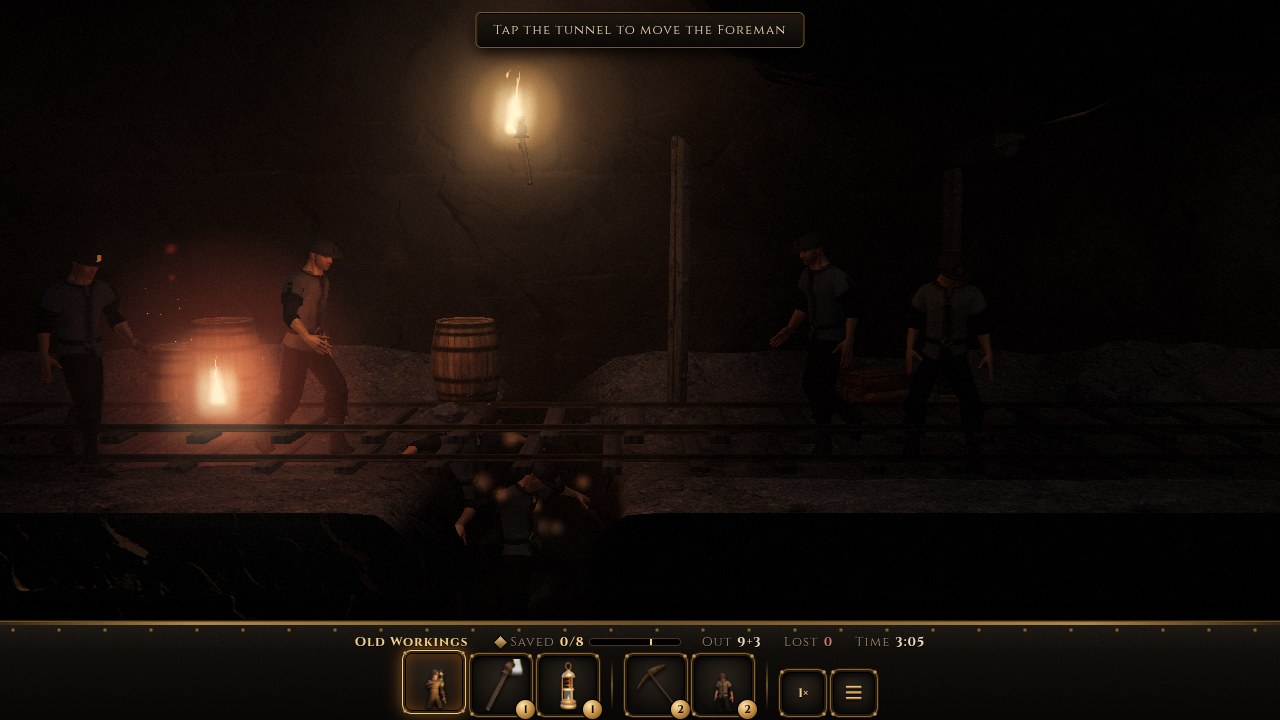 Tap the tunnel to move the Foreman
Old Workings
Saved 0/8
Out 9+3
Lost 0
Time 3:05
1
1
2
2
1×